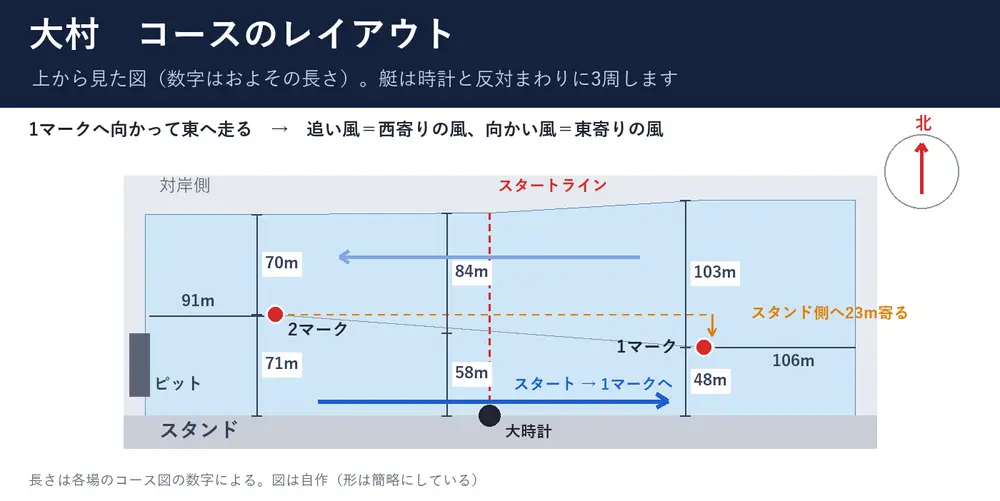 大村　コースのレイアウト
上から見た図（数字はおよその長さ）。艇は時計と反対まわりに3周します
1マークへ向かって東へ走る　→　追い風＝西寄りの風、向かい風＝東寄りの風
北
対岸側
スタートライン
70m
84m
103m
91m
スタンド側へ23m寄る
2マーク
1マーク
106m
71m
58m
48m
ピット
スタート → 1マークへ
スタンド
大時計
長さは各場のコース図の数字による。図は自作（形は簡略にしている）